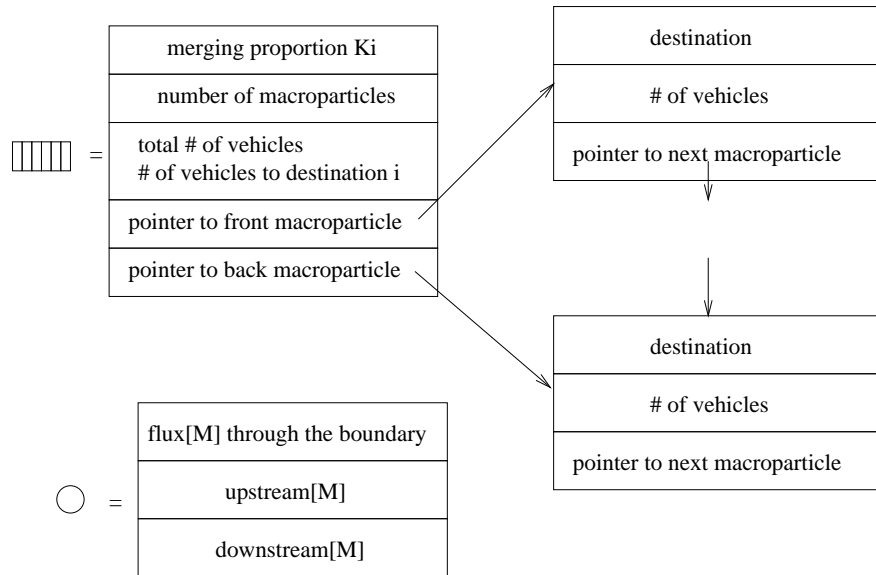 merging proportion Ki
number of macroparticles
=
total # of vehicles
# of vehicles to destination i
pointer to front macroparticle
pointer to back macroparticle
destination
# of vehicles
pointer to next macroparticle
destination
# of vehicles
pointer to next macroparticle
=
flux[M] through the boundary
upstream[M]
downstream[M]